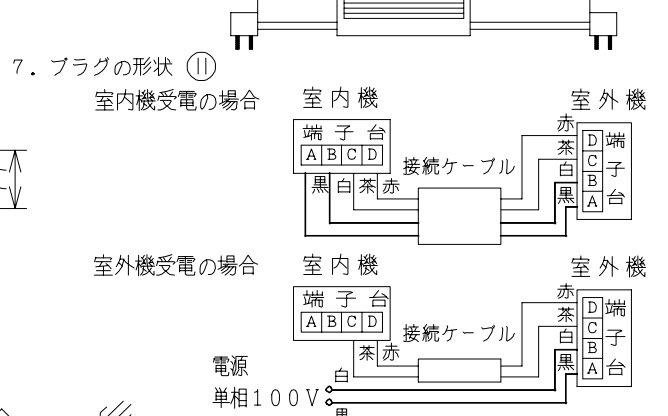 7．プラグの形状 ⑪
室内機受電の場合
室内機
端子台
A B C D
黒 白 茶 赤
接続ケーブル
室外機
赤
茶
白
黒
D
C
B
A
端子台
室外機受電の場合
室内機
端子台
A B C D
茶 赤
接続ケーブル
室外機
赤
茶
白
黒
D
C
B
A
端子台
電源
単相１００Ｖ
白
黒